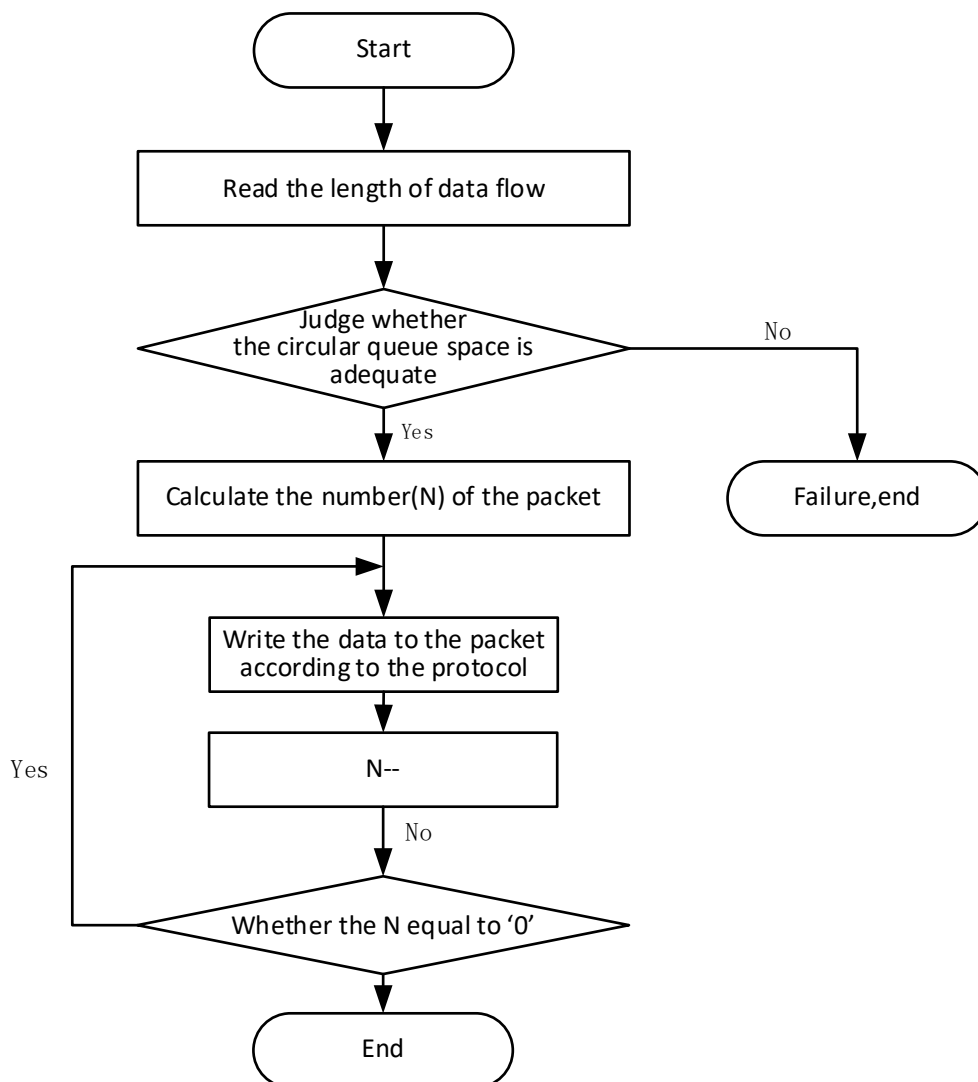 Start
Read the length of data flow
Judge whether
the circular queue space is
adequate
No
Yes
Calculate the number(N) of the packet
Failure,end
Write the data to the packet
according to the protocol
N--
Yes
No
Whether the N equal to ‘0’
End